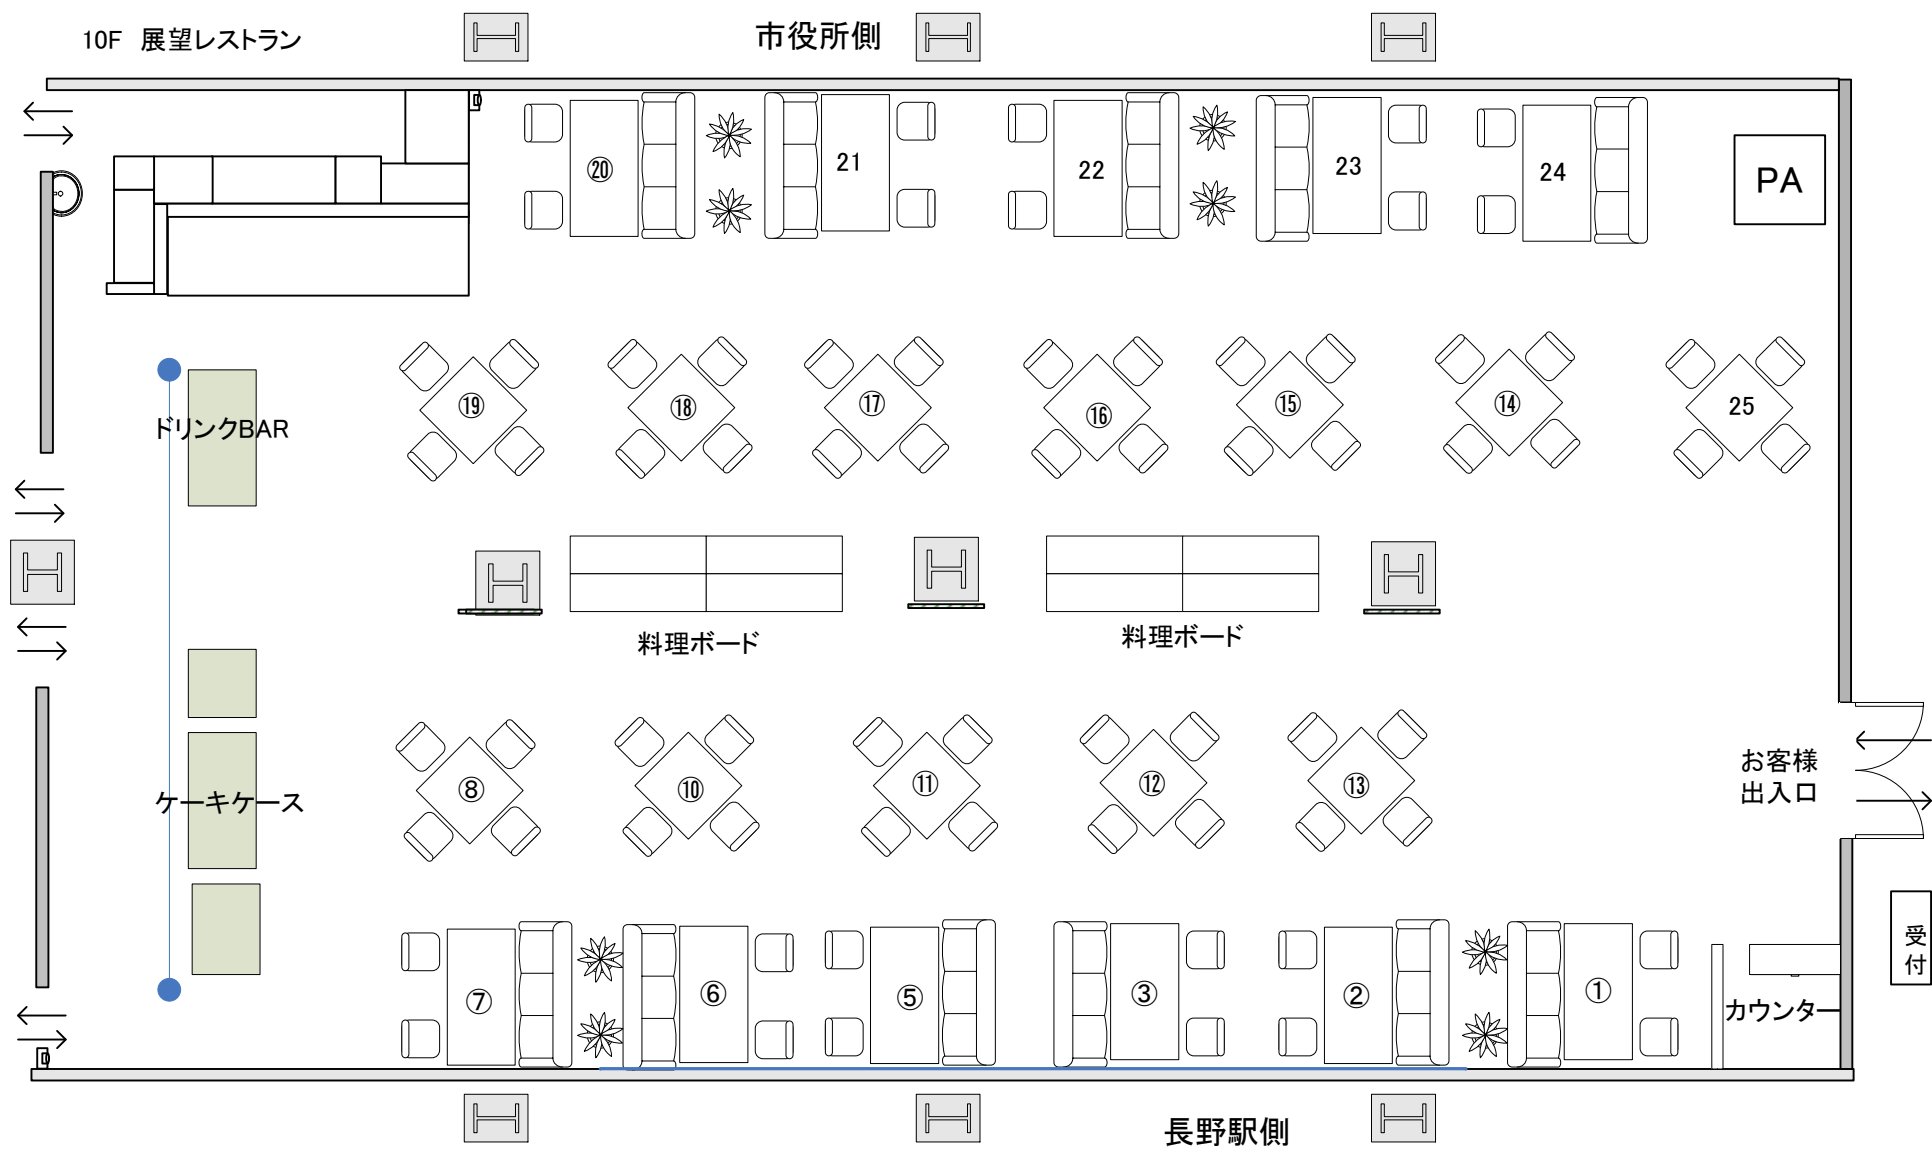 10F 展望レストラン
市役所側
⑳
21
22
23
24
PA
⑲
⑱
⑰
⑯
⑮
⑭
25
ドリンクBAR
料理ボード
料理ボード
⑧
⑩
⑪
⑫
⑬
お客様
出入口
ケーキケース
⑦
⑥
⑤
③
②
①
カウンター
受
付
長野駅側